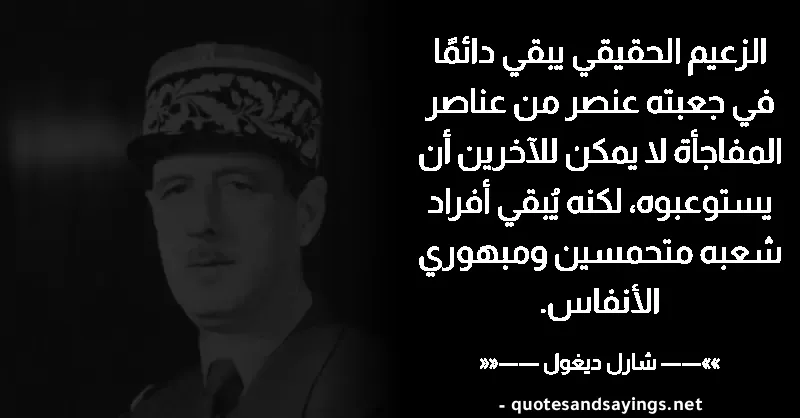 الزعيم الحقيقي يبقي دائمًا
في جعبته عنصر من عناصر
المفاجأة لا يمكن للآخرين أن
يستوعبوه، لكنه يُبقي أفراد
شعبه متحمسين ومبهوري
الأنفاس.
»»—— شارل ديغول ——««
- quotesandsayings.net